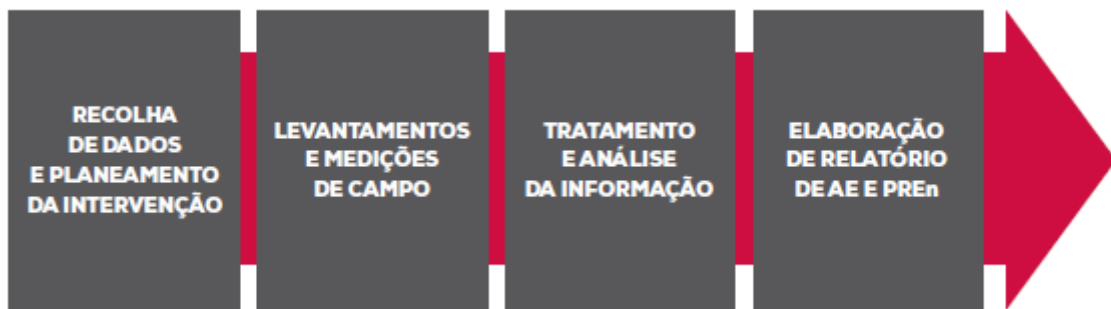 RECOLHA
DE DADOS
E PLANEAMENTO
DA INTERVENÇÃO
LEVANTAMENTOS
E MEDIÇÕES
DE CAMPO
TRATAMENTO
E ANÁLISE
DA INFORMAÇÃO
ELABORAÇÃO
DE RELATÓRIO
DE AE E PREn